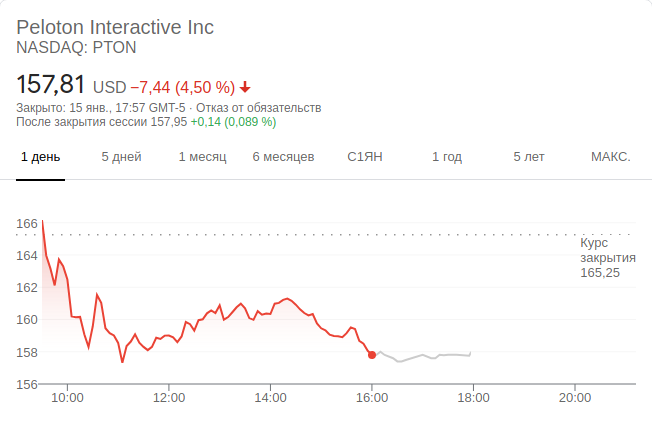 Peloton Interactive Inc
NASDAQ: PTON
157,81 USD −7,44 (4,50 %)
Закрыто: 15 янв., 17:57 GMT-5 · Отказ от обязательств
После закрытия сессии 157,95 +0,14 (0,089 %)
1 день 5 дней 1 месяц 6 месяцев С1ЯН 1 год 5 лет МАКС.
166
164
162
160
158
156
Курс
закрытия
165,25
10:00 12:00 14:00 16:00 18:00 20:00